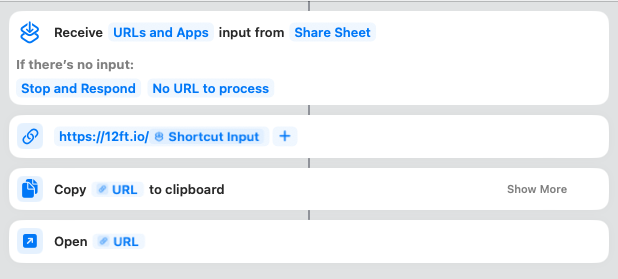 Receive URLs and Apps input from Share Sheet
If there's no input:
Stop and Respond No URL to process
https://12ft.io/ Shortcut Input +
Copy URL to clipboard Show More
Open URL